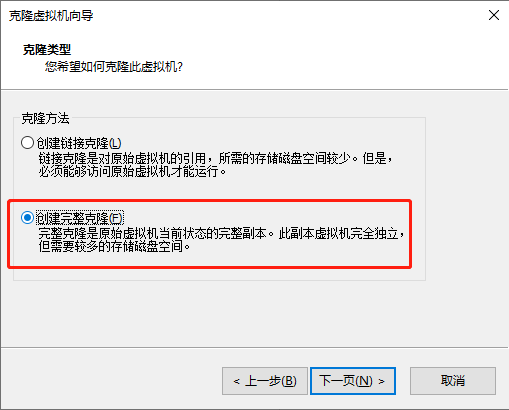 克隆虚拟机向导
克隆类型
您希望如何克隆此虚拟机?
克隆方法
创建链接克隆(L)
链接克隆是对原始虚拟机的引用，所需的存储磁盘空间较少。但是，
必须能够访问原始虚拟机才能运行。
创建完整克隆(F)
完整克隆是原始虚拟机当前状态的完整副本。此副本虚拟机完全独立，
但需要较多的存储磁盘空间。
< 上一步(B) 下一页(N) > 取消